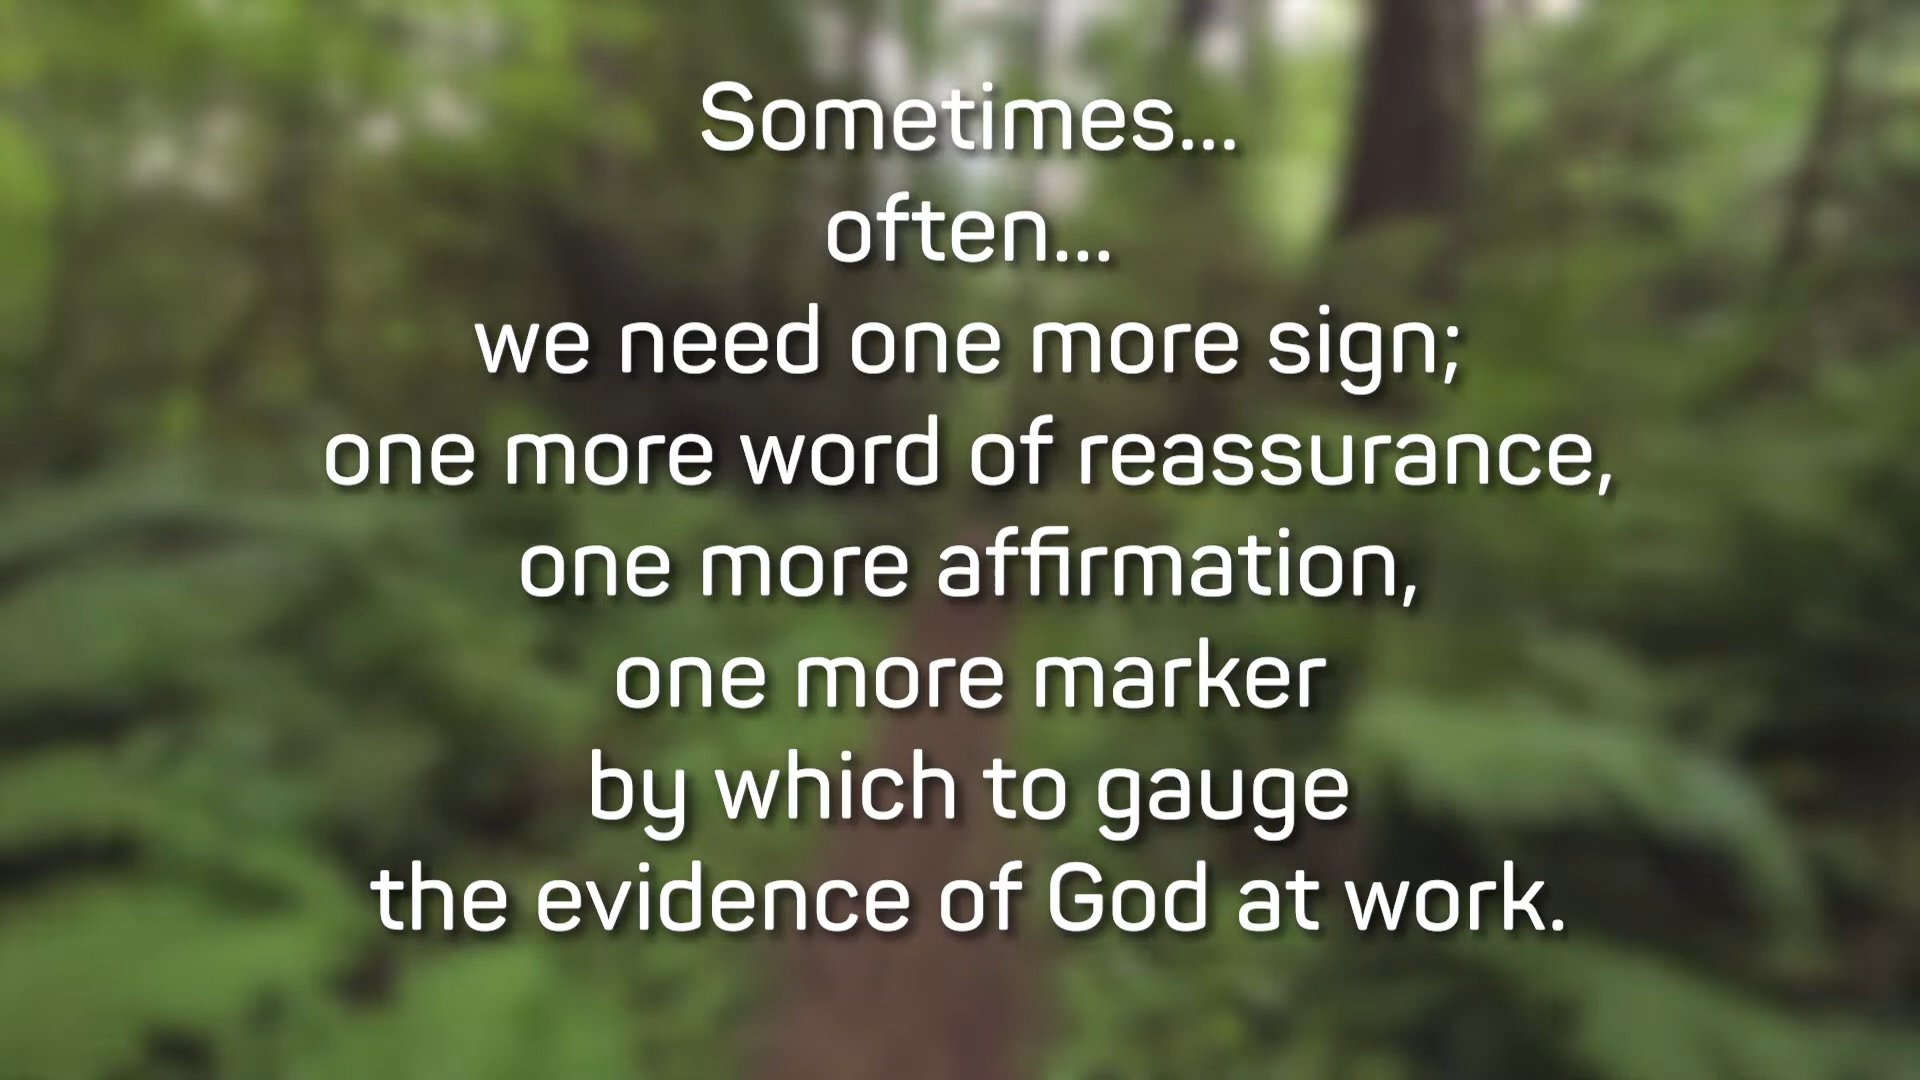 Sometimes...
often...
we need one more sign;
one more word of reassurance,
one more affirmation,
one more marker
by which to gauge
the evidence of God at work.